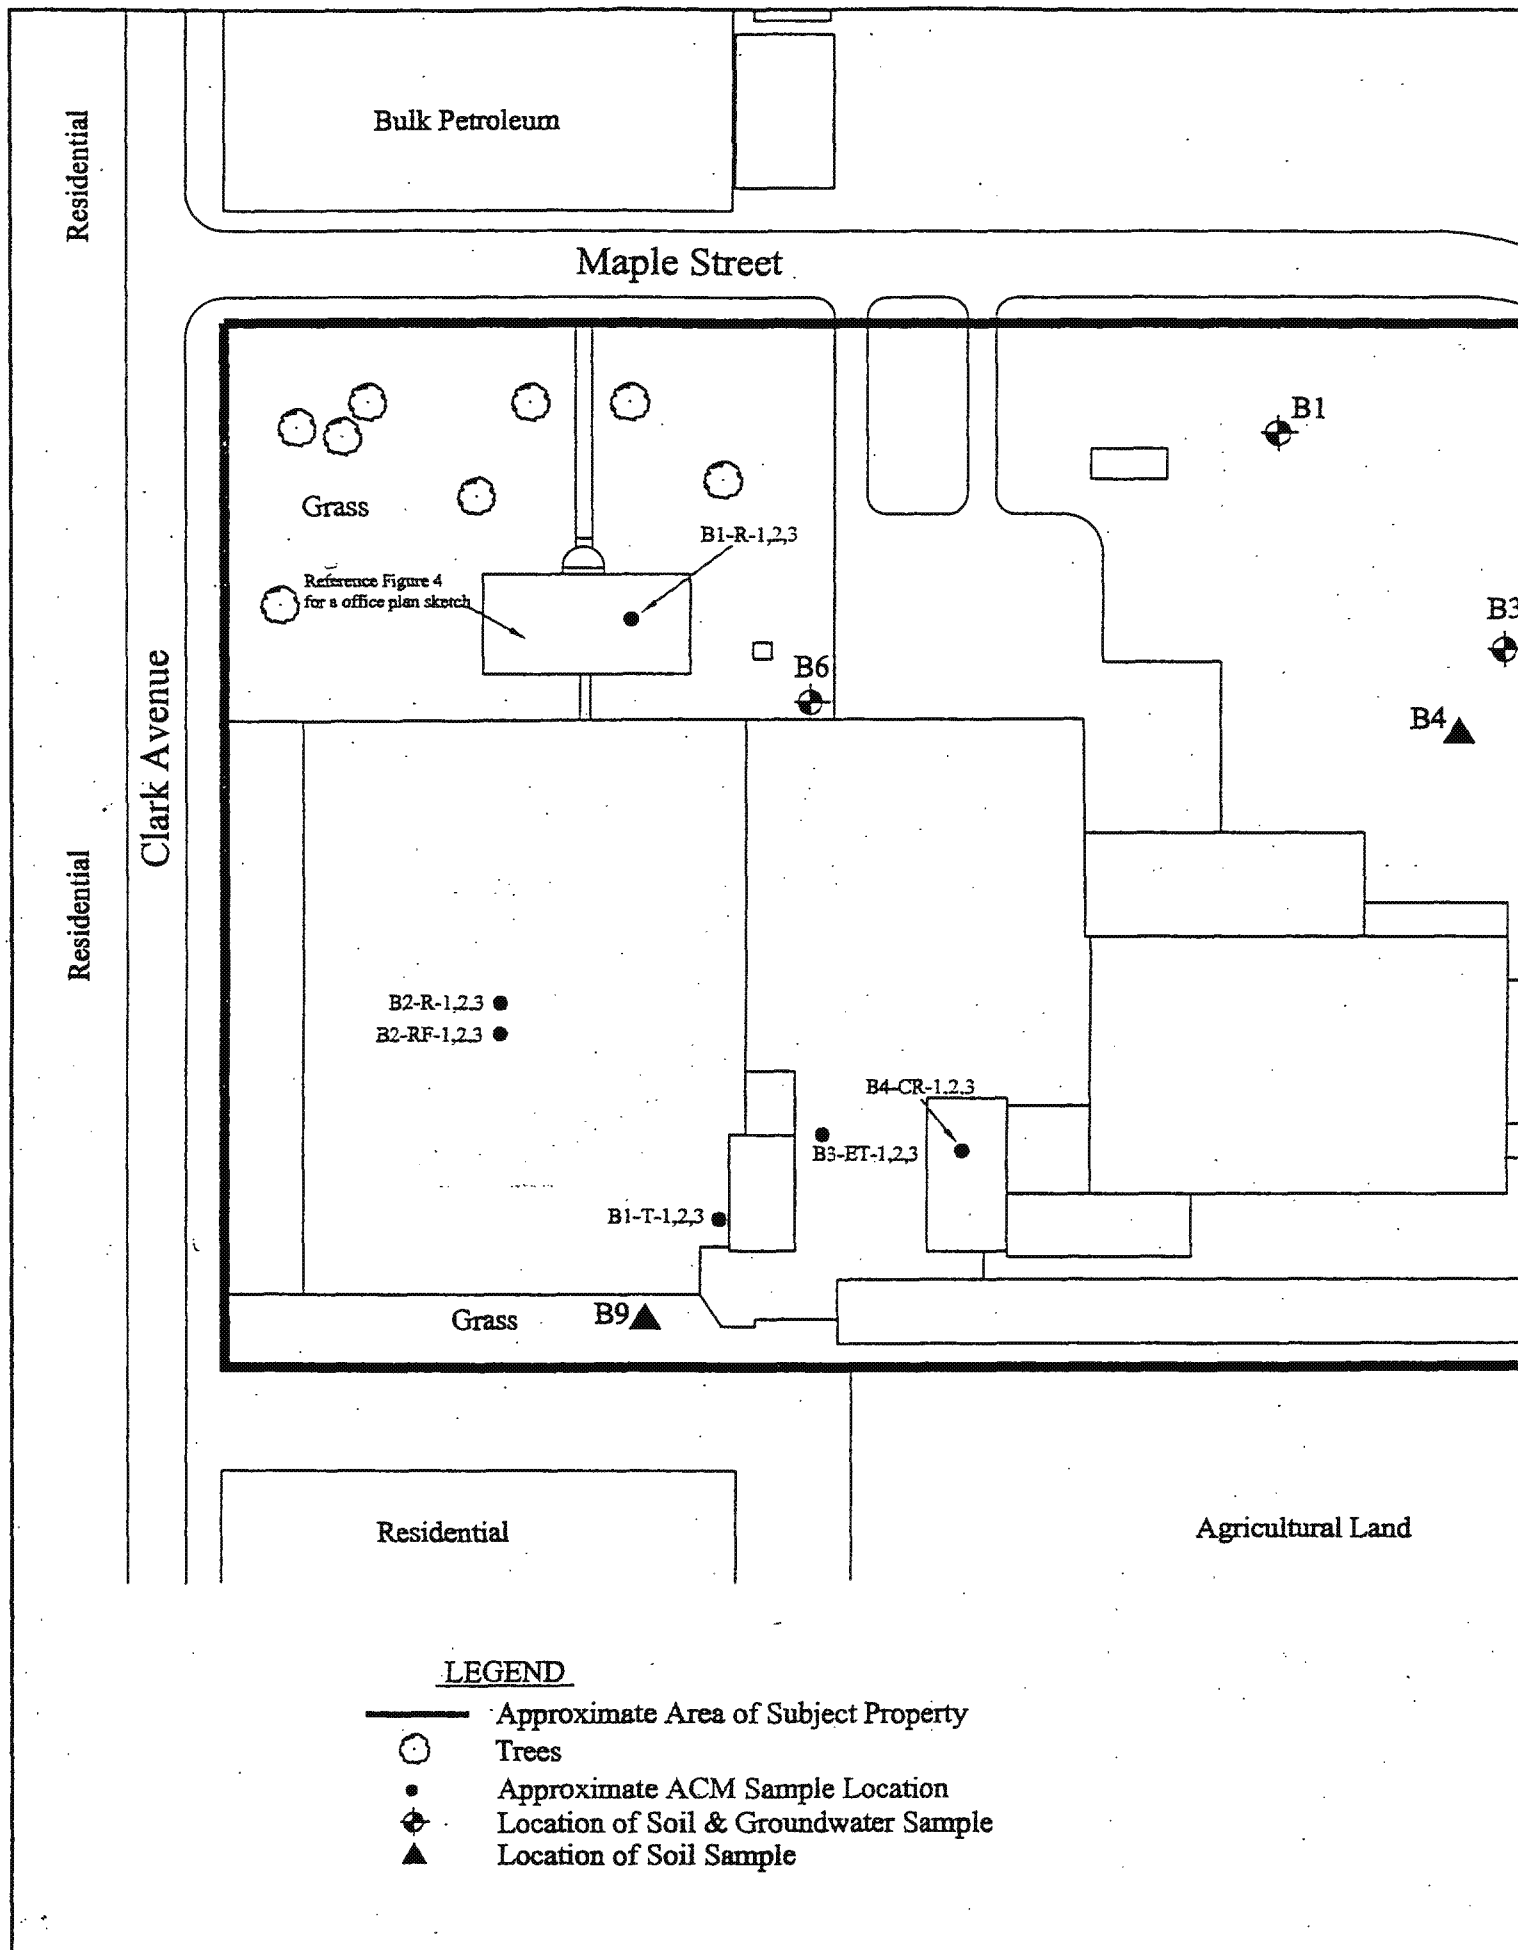 Residential
Bulk Petroleum
Maple Street
B1
Grass
B1-R-1,2,3
Reference Figure 4
for a office plan sketch
B3
B6
B4
Clark Avenue
Residential
B2-R-1,2,3
B2-RF-1,2,3
B4-CR-1,2,3
B3-ET-1,2,3
B1-T-1,2,3
Grass
B9
Residential
Agricultural Land
LEGEND
Approximate Area of Subject Property
Trees
Approximate ACM Sample Location
Location of Soil & Groundwater Sample
Location of Soil Sample